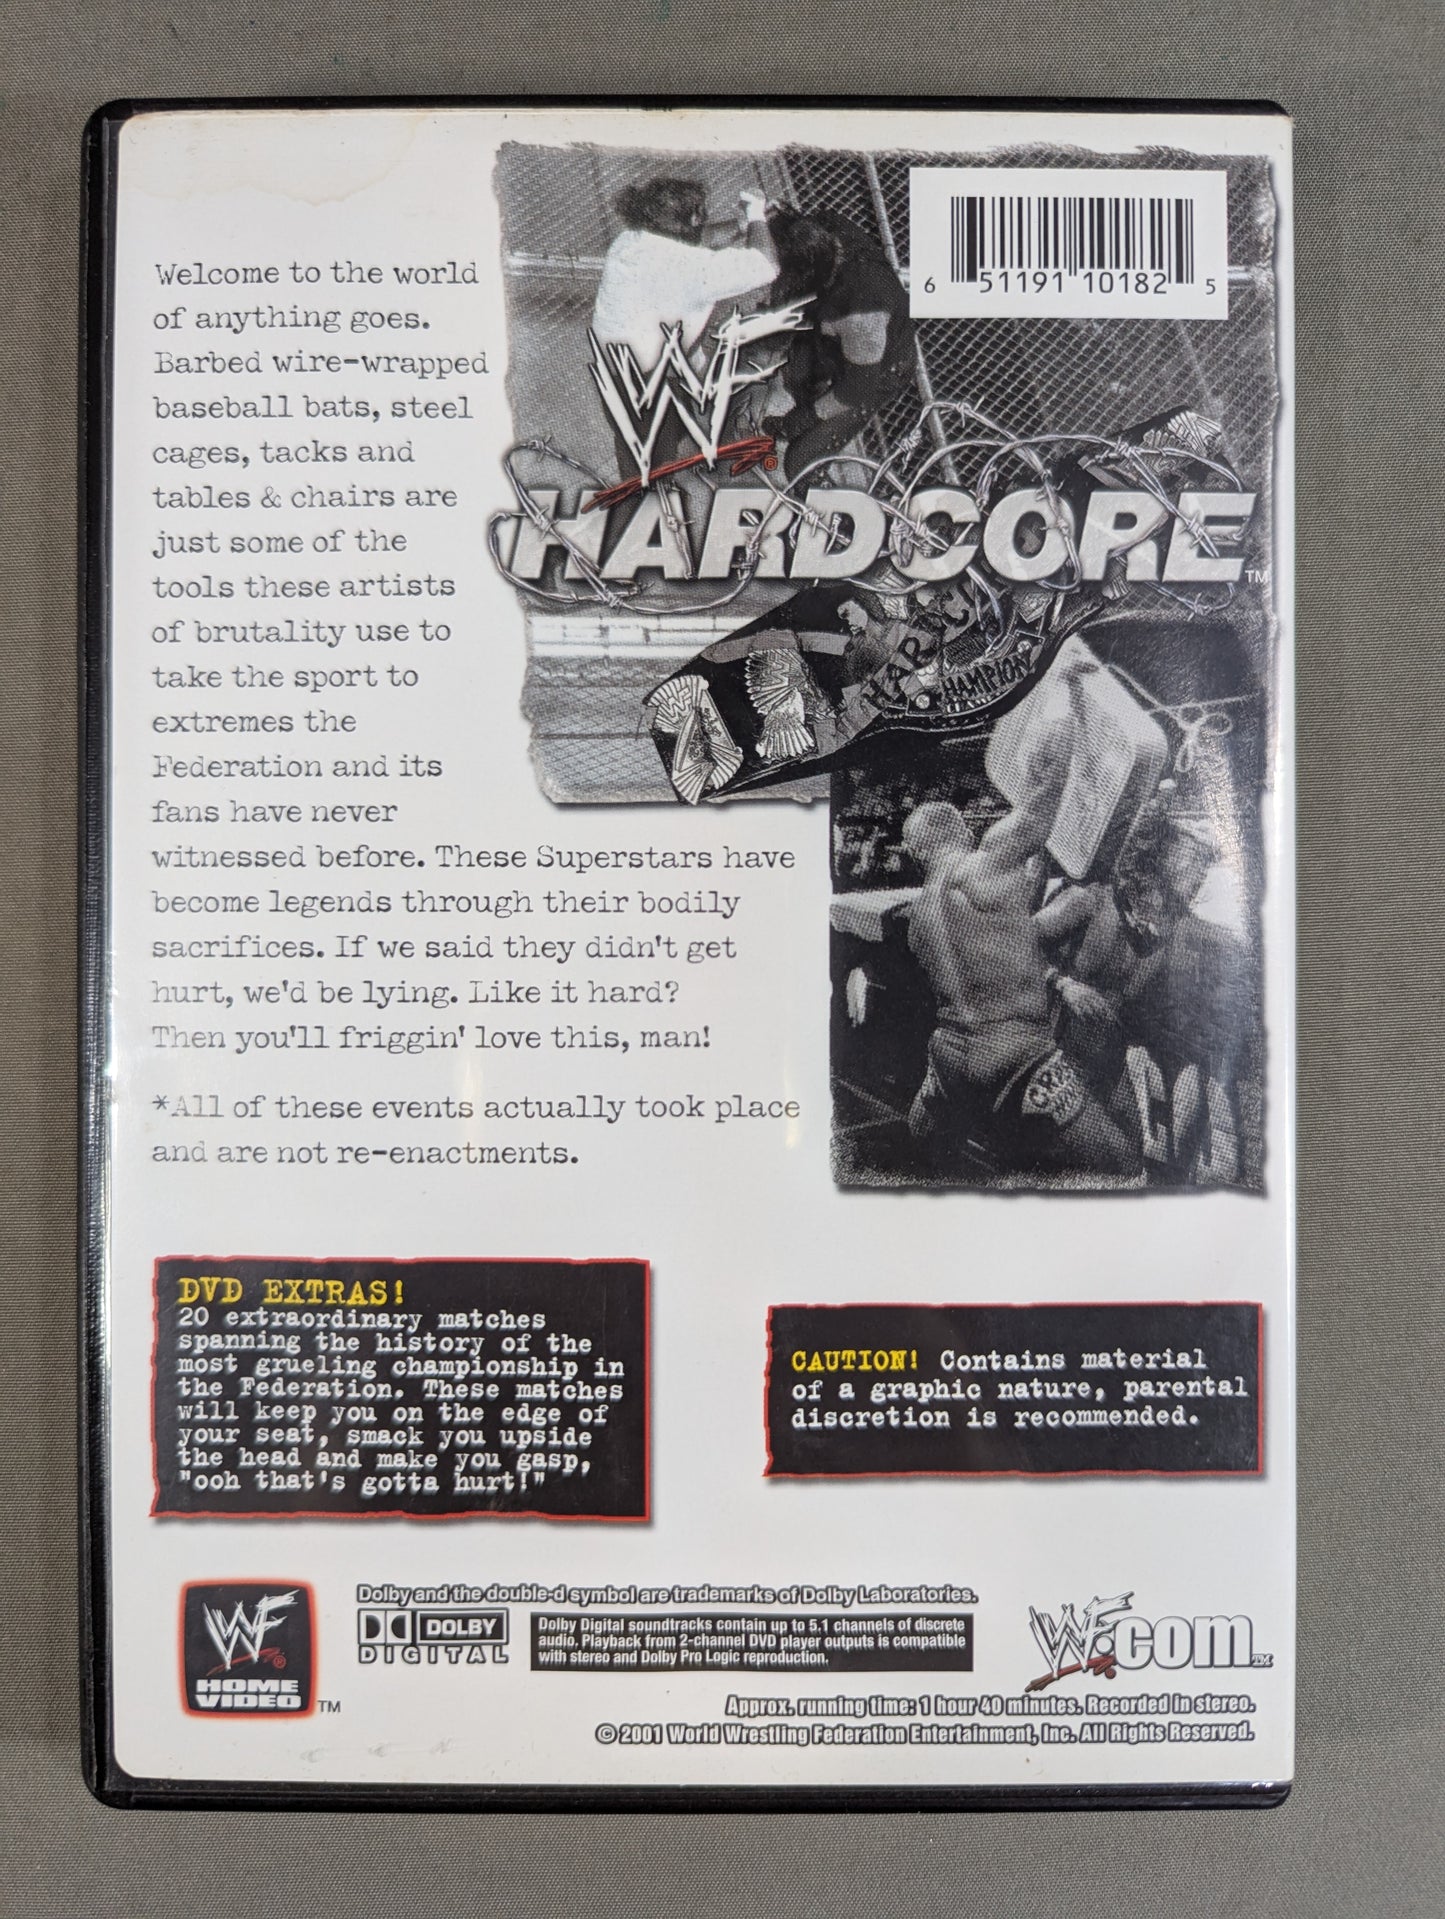 Welcome to the world
of anything goes.
Barbed wire-wrapped
baseball bats, steel
cages, tacks and
tables & chairs are
just some of the
tools these artists
of brutality use to
take the sport to
extremes the
Federation and its
fans have never
witnessed before. These Superstars have
become legends through their bodily
sacrifices. If we said they didn't get
hurt, we'd be lying. Like it hard?
Then you'll friggin' love this, man!
*All of these events actually took place
and are not re-enactments.
6 51191 10182 5
WF ®
HARDCORE™
HARDCORE
CHAMPION
DVD EXTRAS!
20 extraordinary matches
spanning the history of the
most grueling championship in
the Federation. These matches
will keep you on the edge of
your seat, smack you upside
the head and make you gasp,
"ooh that's gotta hurt!"
CAUTION! Contains material
of a graphic nature, parental
discretion is recommended.
WF ®
HOME
VIDEO ™
Dolby and the double-d symbol are trademarks of Dolby Laboratories.
DOLBY
DIGITAL
Dolby Digital soundtracks contain up to 5.1 channels of discrete
audio. Playback from 2-channel DVD player outputs is compatible
with stereo and Dolby Pro Logic reproduction.
WF.com™
Approx. running time: 1 hour 40 minutes. Recorded in stereo.
© 2001 World Wrestling Federation Entertainment, Inc. All Rights Reserved.